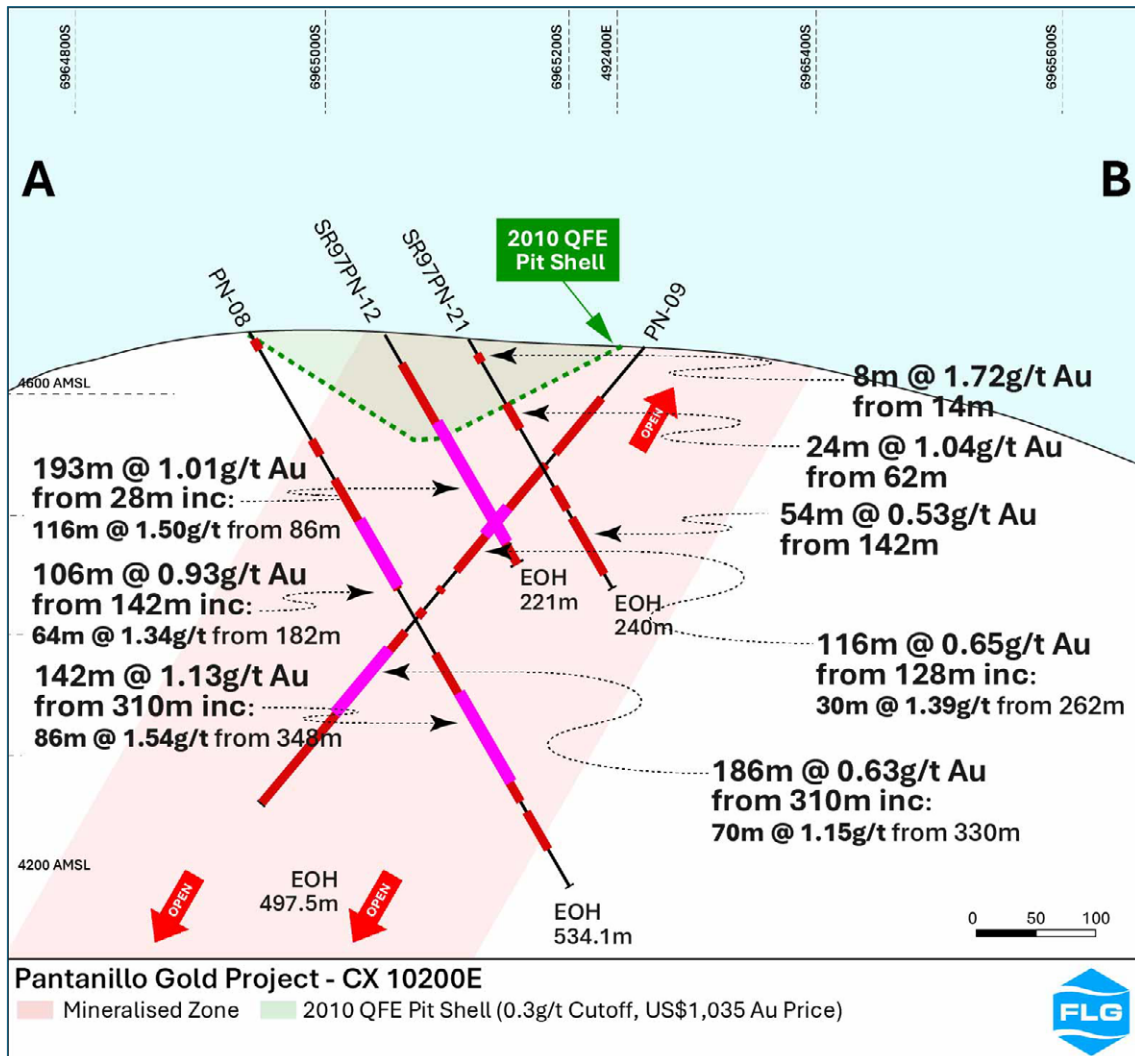 6964800S
6965000S
6965200S
492400E
6965400S
6965600S
A
B
2010 QFE
Pit Shell
PN-08
SR97PN-12
SR97PN-21
PN-09
4600 AMSL
8m @ 1.72g/t Au
from 14m
OPEN
24m @ 1.04g/t Au
from 62m
193m @ 1.01g/t Au
from 28m inc:
116m @ 1.50g/t from 86m
54m @ 0.53g/t Au
from 142m
106m @ 0.93g/t Au
from 142m inc:
64m @ 1.34g/t from 182m
EOH
221m
EOH
240m
116m @ 0.65g/t Au
from 128m inc:
30m @ 1.39g/t from 262m
142m @ 1.13g/t Au
from 310m inc:
86m @ 1.54g/t from 348m
186m @ 0.63g/t Au
from 310m inc:
70m @ 1.15g/t from 330m
4200 AMSL
OPEN
EOH
497.5m
OPEN
EOH
534.1m
0 50 100
Pantanillo Gold Project - CX 10200E
Mineralised Zone
2010 QFE Pit Shell (0.3g/t Cutoff, US$1,035 Au Price)
FLG